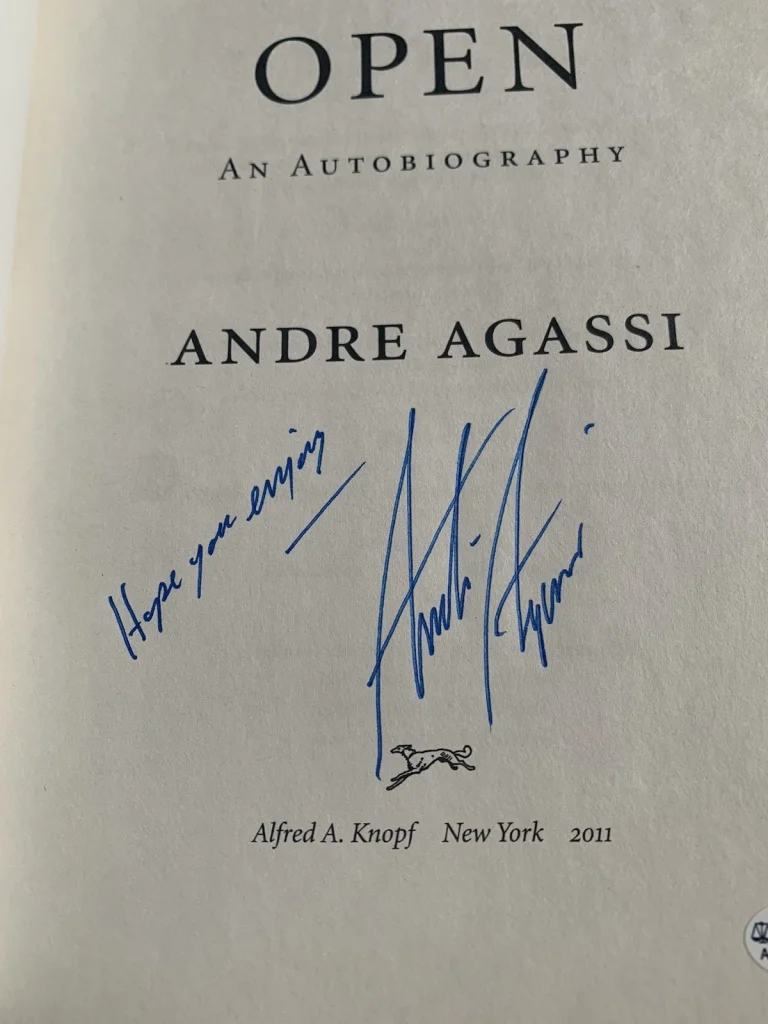 OPEN
AN AUTOBIOGRAPHY
ANDRE AGASSI
Hope you enjoy
Alfred A. Knopf New York 2011
A